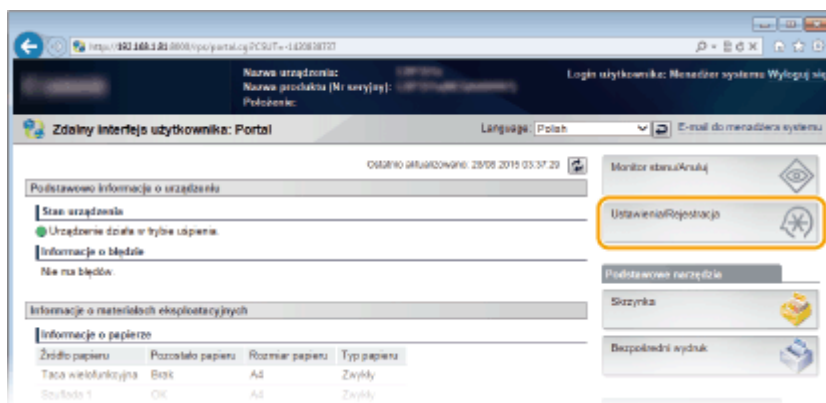 Nazwa urządzenia:
Nazwa produktu (Nr seryjny):
Położenie:
Login użytkownika: Menedżer systemu Wyloguj się
Zdalny interfejs użytkownika: Portal
Language: Polish
E-mail do menadżera systemu
Ostatnio aktualizowano: 28/08 2015 03:37:29
Podstawowe informacje o urządzeniu
Stan urządzenia
Urządzenie działa w trybie uśpienia.
Informacje o błędzie
Nie ma błędów.
Informacje o materiałach eksploatacyjnych
Informacje o papierze
Źródło papieru Pozostało papieru Rozmiar papieru Typ papieru
Taca wielofunkcyjna Brak A4 Zwykły
Szuflada 1 OK A4 Zwykły
Monitor stanu/Anuluj
Ustawienia/Rejestracja
Podstawowe narzędzia
Skrzynka
Bezpośredni wydruk